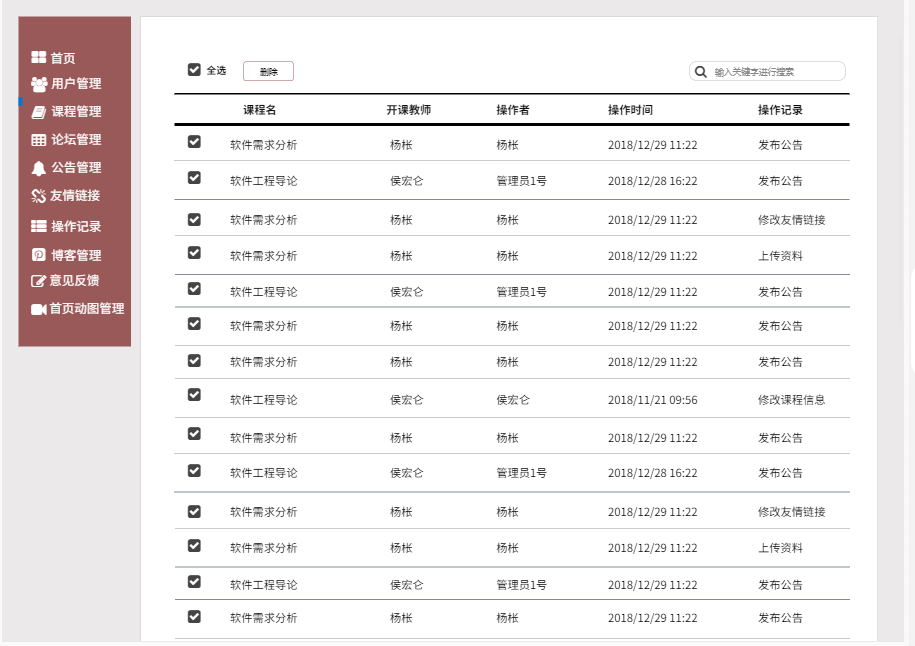 首页
用户管理
课程管理
论坛管理
公告管理
友情链接
操作记录
博客管理
意见反馈
首页动图管理
全选 删除 输入关键字进行搜索
课程名 开课教师 操作者 操作时间 操作记录
软件需求分析 杨枨 杨枨 2018/12/29 11:22 发布公告
软件工程导论 侯宏仑 管理员1号 2018/12/28 16:22 发布公告
软件需求分析 杨枨 杨枨 2018/12/29 11:22 修改友情链接
软件需求分析 杨枨 杨枨 2018/12/29 11:22 上传资料
软件工程导论 侯宏仑 管理员1号 2018/12/29 11:22 发布公告
软件需求分析 杨枨 杨枨 2018/12/29 11:22 发布公告
软件需求分析 杨枨 杨枨 2018/12/29 11:22 发布公告
软件工程导论 侯宏仑 侯宏仑 2018/11/21 09:56 修改课程信息
软件需求分析 杨枨 杨枨 2018/12/29 11:22 发布公告
软件工程导论 侯宏仑 管理员1号 2018/12/28 16:22 发布公告
软件需求分析 杨枨 杨枨 2018/12/29 11:22 修改友情链接
软件需求分析 杨枨 杨枨 2018/12/29 11:22 上传资料
软件工程导论 侯宏仑 管理员1号 2018/12/29 11:22 发布公告
软件需求分析 杨枨 杨枨 2018/12/29 11:22 发布公告